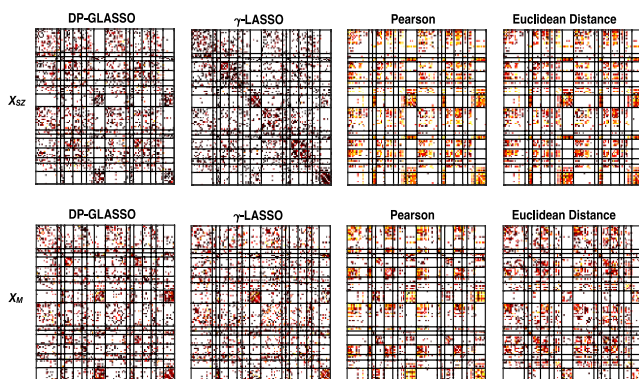 DP-GLASSO γ-LASSO Pearson Euclidean Distance
X_SZ
DP-GLASSO γ-LASSO Pearson Euclidean Distance
X_M